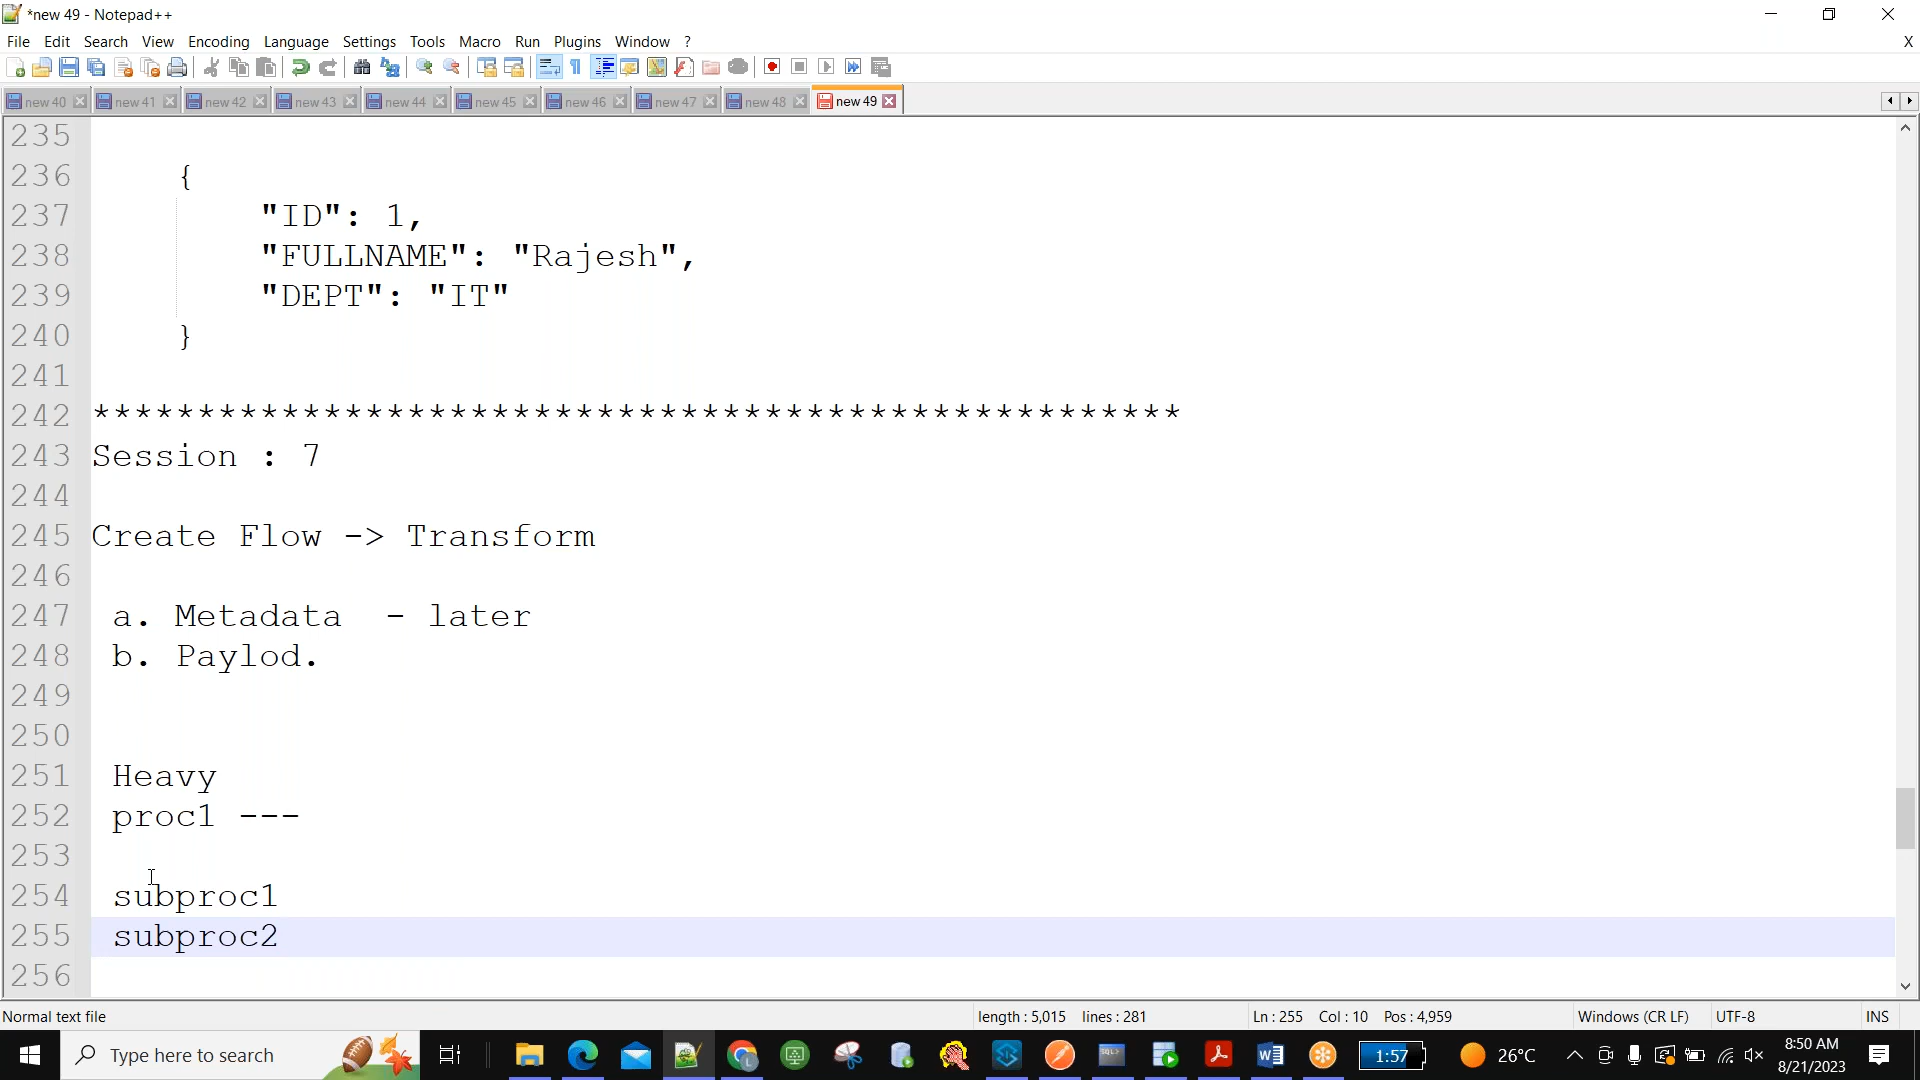 *new 49 - Notepad++
File Edit Search View Encoding Language Settings Tools Macro Run Plugins Window ? X
new 40 new 41 new 42 new 43 new 44 new 45 new 46 new 47 new 48 new 49
235
236 {
237 "ID": 1,
238 "FULLNAME": "Rajesh",
239 "DEPT": "IT"
240 }
241
242 ****************************************************
243 Session : 7
244
245 Create Flow -> Transform
246
247 a. Metadata - later
248 b. Paylod.
249
250
251 Heavy
252 proc1 ---
253
254 subproc1
255 subproc2
256
Normal text file length : 5,015 lines : 281 Ln : 255 Col : 10 Pos : 4,959 Windows (CR LF) UTF-8 INS
Type here to search 1:57 26°C 8:50 AM
8/21/2023